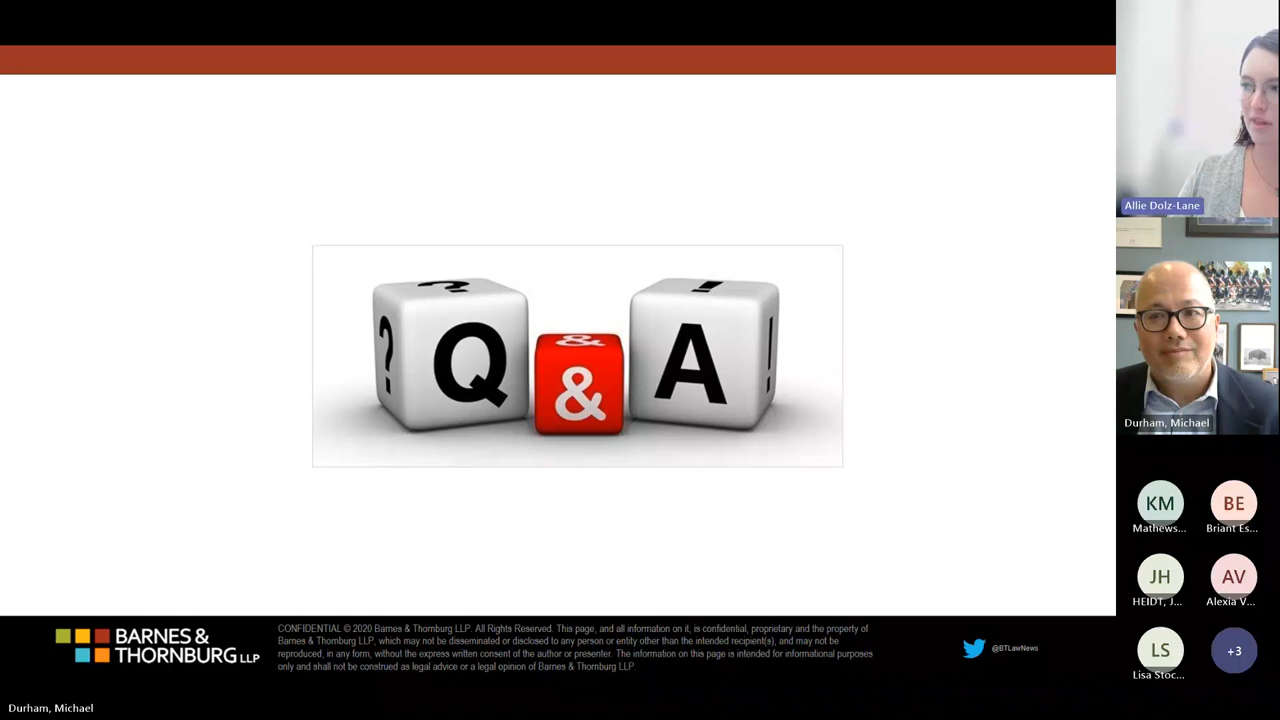 ?
Q
?
&
&
!
A
!
BARNES &
THORNBURG LLP
CONFIDENTIAL © 2020 Barnes & Thornburg LLP. All Rights Reserved. This page, and all information on it, is confidential, proprietary and the property of
Barnes & Thornburg LLP, which may not be disseminated or disclosed to any person or entity other than the intended recipient(s), and may not be
reproduced, in any form, without the express written consent of the author or presenter. The information on this page is intended for informational purposes
only and shall not be construed as legal advice or a legal opinion of Barnes & Thornburg LLP.
@BTLawNews
Durham, Michael
Allie Dolz-Lane
Durham, Michael
KM
Mathews...
BE
Briant Es...
JH
HEIDT, J...
AV
Alexia V...
LS
Lisa Stoc...
+3